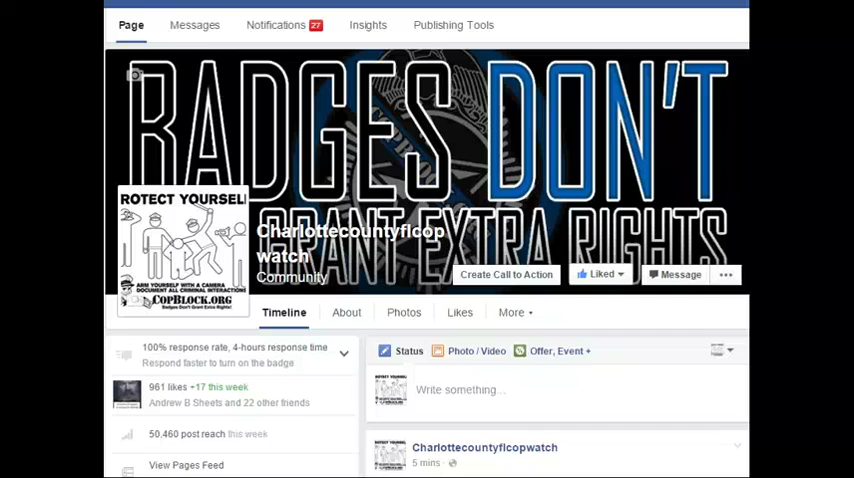 Page Messages Notifications 27 Insights Publishing Tools
BADGES DON'T
GRANT EXTRA RIGHTS
COPBLOCK
ROTECT YOURSEL
ARM YOURSELF WITH A CAMERA
DOCUMENT ALL CRIMINAL INTERACTIONS
COPBLOCK.ORG
Badges Don't Grant Extra Rights!
Charlottecountyflcop
watch
Community
Create Call to Action Liked Message
Timeline About Photos Likes More
100% response rate, 4-hours response time
Respond faster to turn on the badge
961 likes +17 this week
Andrew B Sheets and 22 other friends
50,460 post reach this week
View Pages Feed
Status Photo / Video Offer, Event +
Write something...
Charlottecountyflcopwatch
5 mins ·